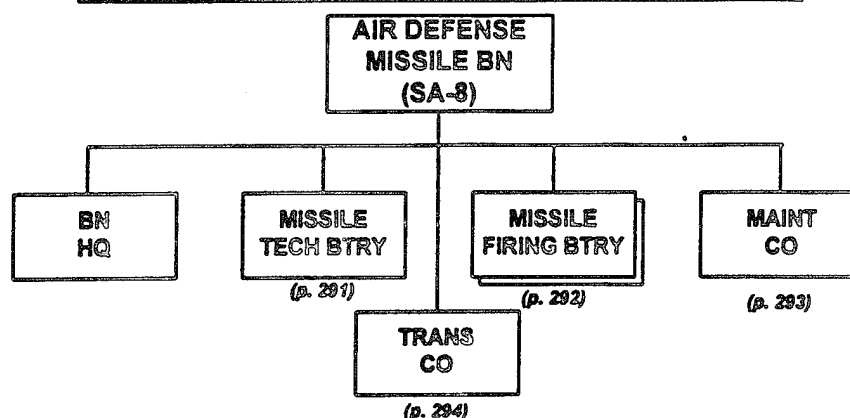 AIR DEFENSE
MISSILE BN
(SA-8)
BN
HQ
MISSILE
TECH BTRY
(p. 291)
MISSILE
FIRING BTRY
(p. 292)
MAINT
CO
(p. 293)
TRANS
CO
(p. 294)